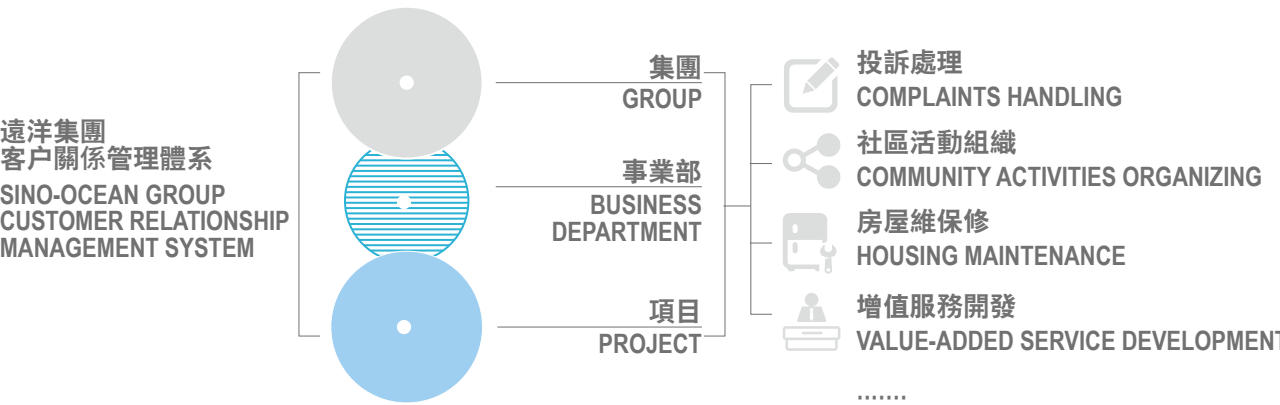 遠洋集團
客户關係管理體系
SINO-OCEAN GROUP
CUSTOMER RELATIONSHIP
MANAGEMENT SYSTEM
集團
GROUP
事業部
BUSINESS
DEPARTMENT
項目
PROJECT
投訴處理
COMPLAINTS HANDLING
社區活動組織
COMMUNITY ACTIVITIES ORGANIZING
房屋維保修
HOUSING MAINTENANCE
增值服務開發
VALUE-ADDED SERVICE DEVELOPMENT
.......